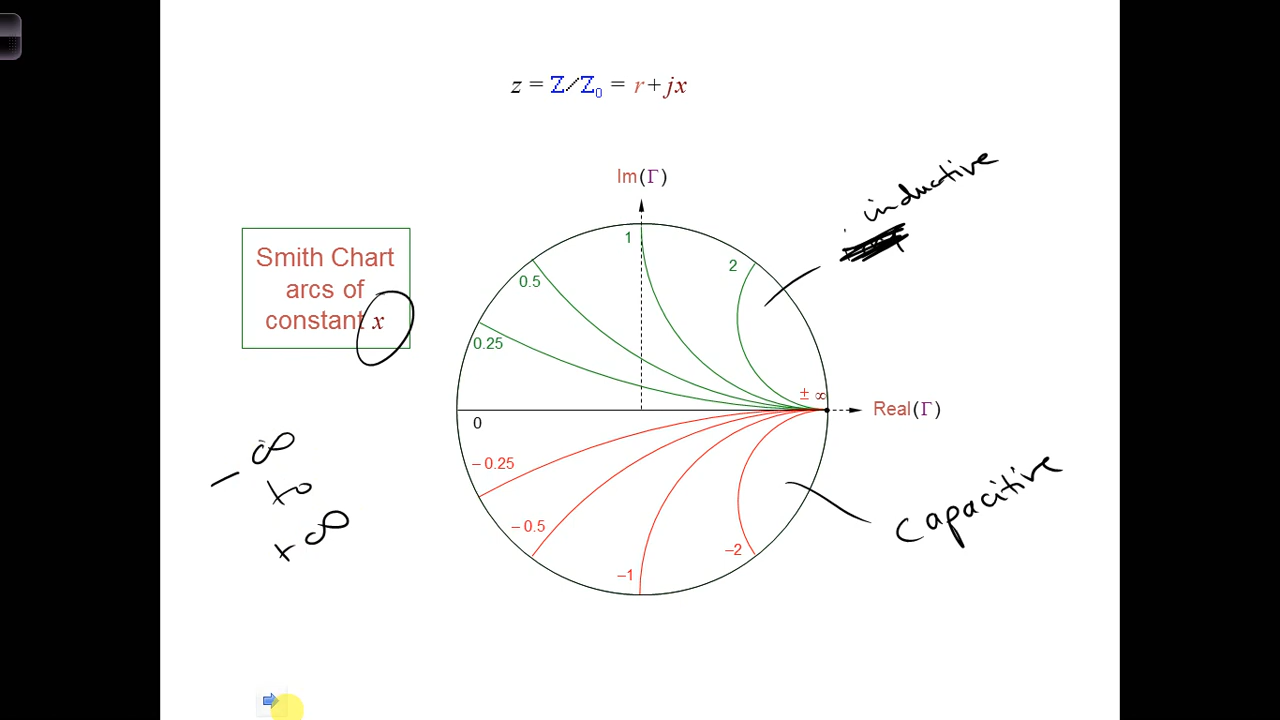 z = Z/Z₀ = r + jx
Im(Γ)
inductive
Smith Chart
arcs of
constant x
1
2
0.5
0.25
± ∞
Real(Γ)
0
– 0.25
– 0.5
–1
–2
Capacitive
– ∞
to
+ ∞